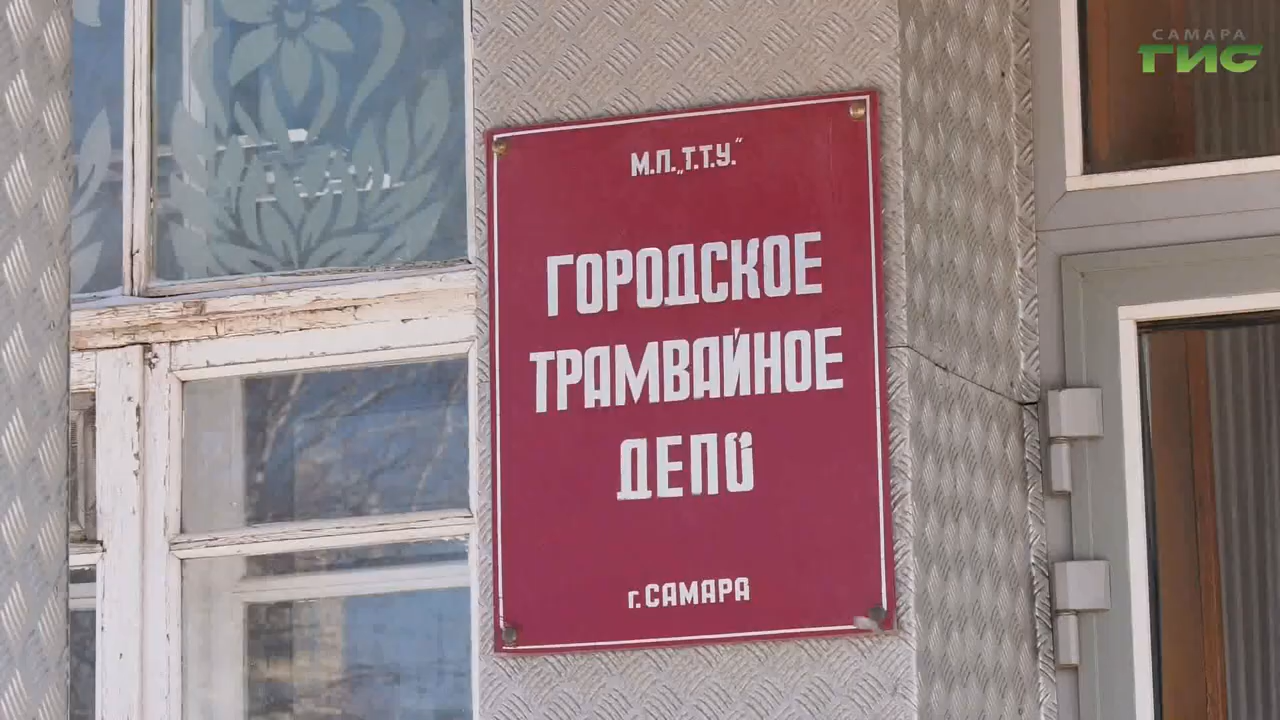 САМАРА
ГИС
М.П. „Т.Т.У.“
ГОРОДСКОЕ
ТРАМВАЙНОЕ
ДЕПО
г. САМАРА